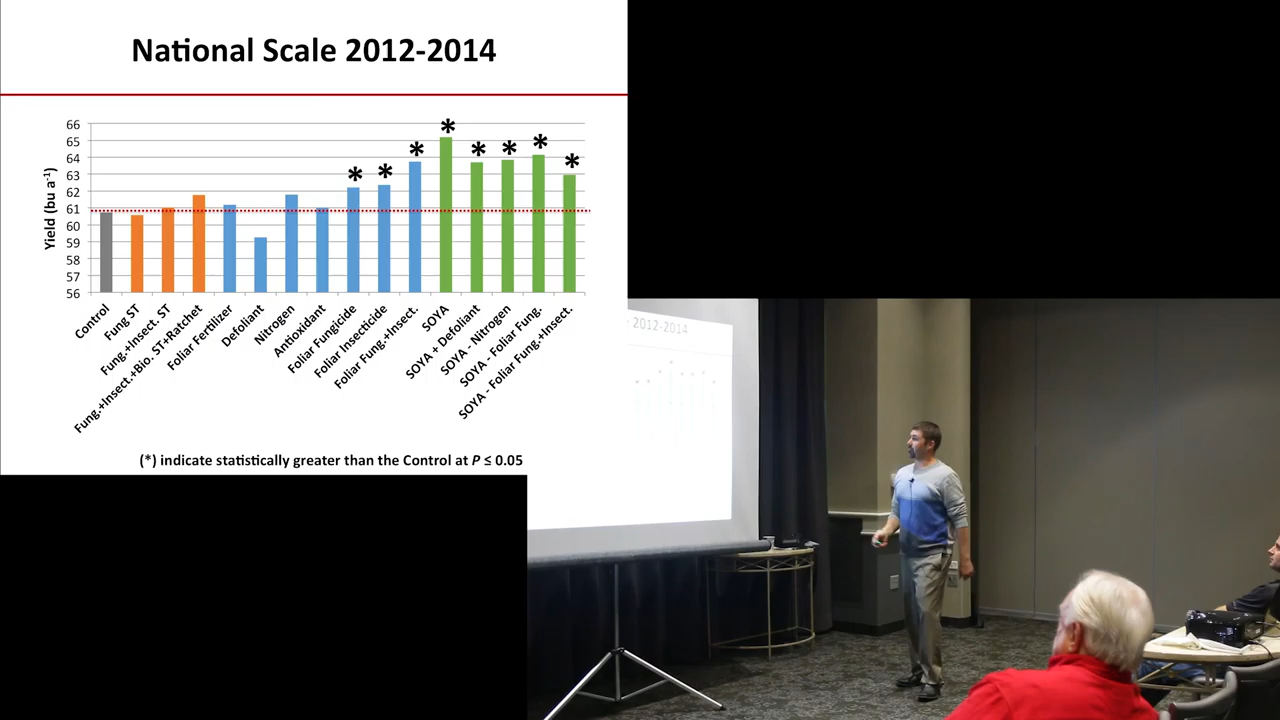 National Scale 2012-2014
66
65
64
63
62
61
60
59
58
57
56
Yield (bu a-1)
Control
Fung ST
Fung.+Insect. ST
Fung.+Insect.+Bio. ST+Ratchet
Foliar Fertilizer
Defoliant
Nitrogen
Antioxidant
Foliar Fungicide
Foliar Insecticide
Foliar Fung.+Insect.
SOYA
SOYA + Defoliant
SOYA - Nitrogen
SOYA - Foliar Fung.
SOYA - Foliar Fung.+Insect.
* * * * * * * *
(*) indicate statistically greater than the Control at P ≤ 0.05
2012-2014